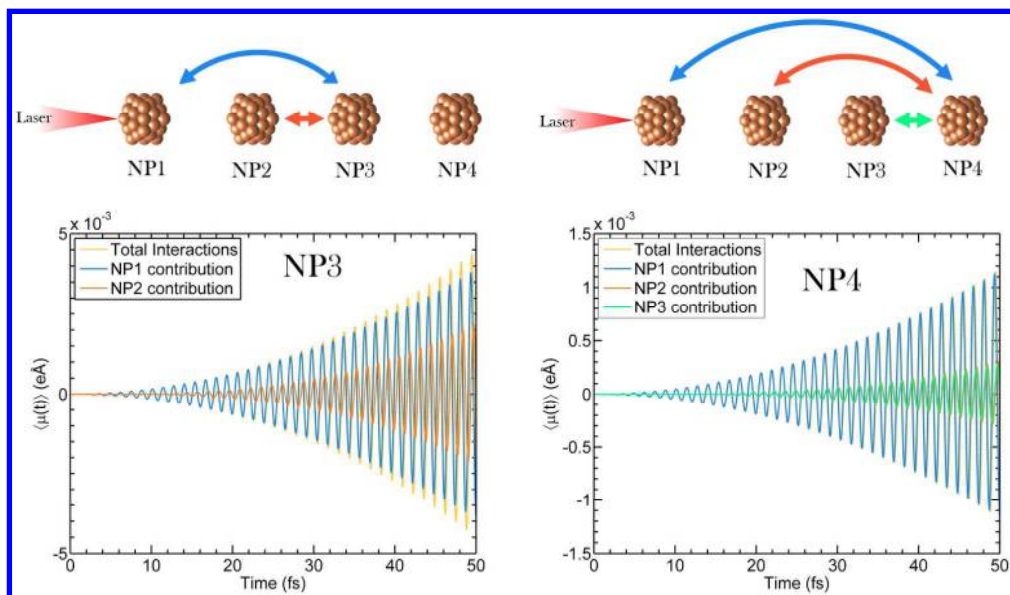 Laser
NP1
NP2
NP3
NP4
Laser
NP1
NP2
NP3
NP4
5 x 10-3
Total Interactions
NP1 contribution
NP2 contribution
NP3
⟨μ(t)⟩ (eÅ)
0
-5
0
10
20
30
40
50
Time (fs)
1.5 x 10-3
Total Interactions
NP1 contribution
NP2 contribution
NP3 contribution
NP4
⟨μ(t)⟩ (eÅ)
1
0.5
0
-0.5
-1
-1.5
0
10
20
30
40
50
Time (fs)